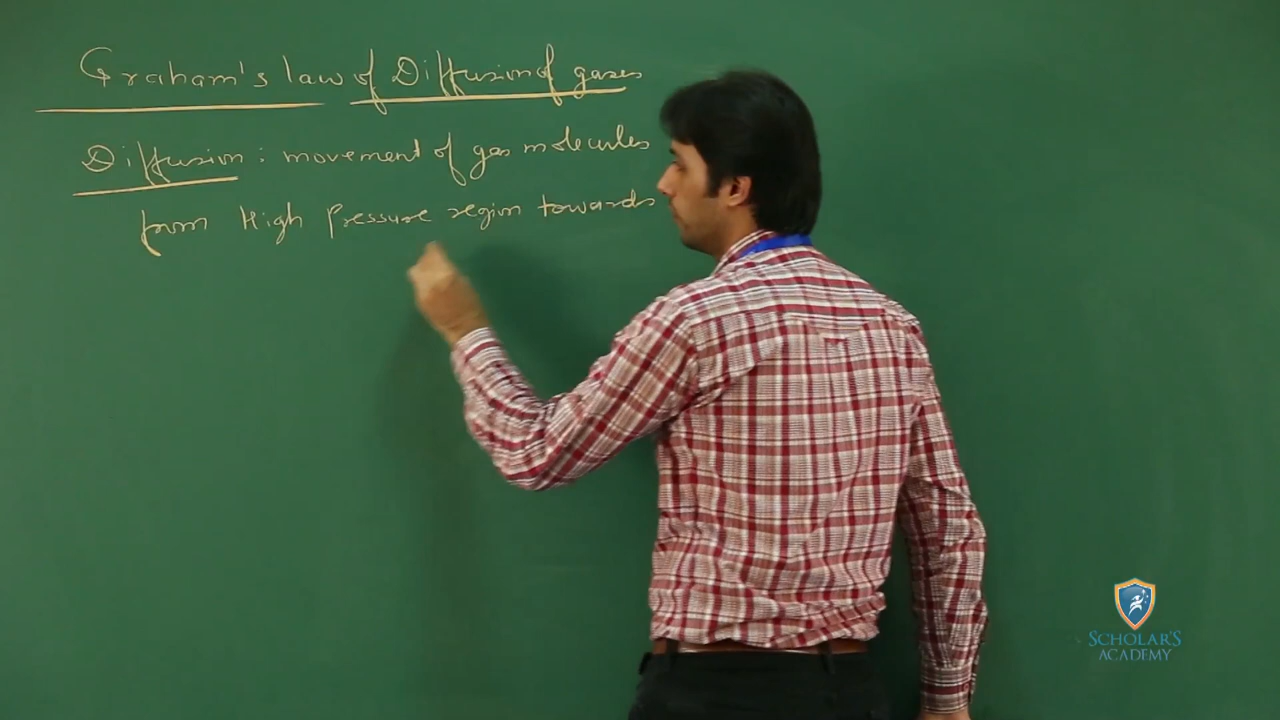 Graham's law of Diffusion of gases
Diffusion : movement of gas molecules
from High Pressure region towards
SCHOLAR'S
ACADEMY